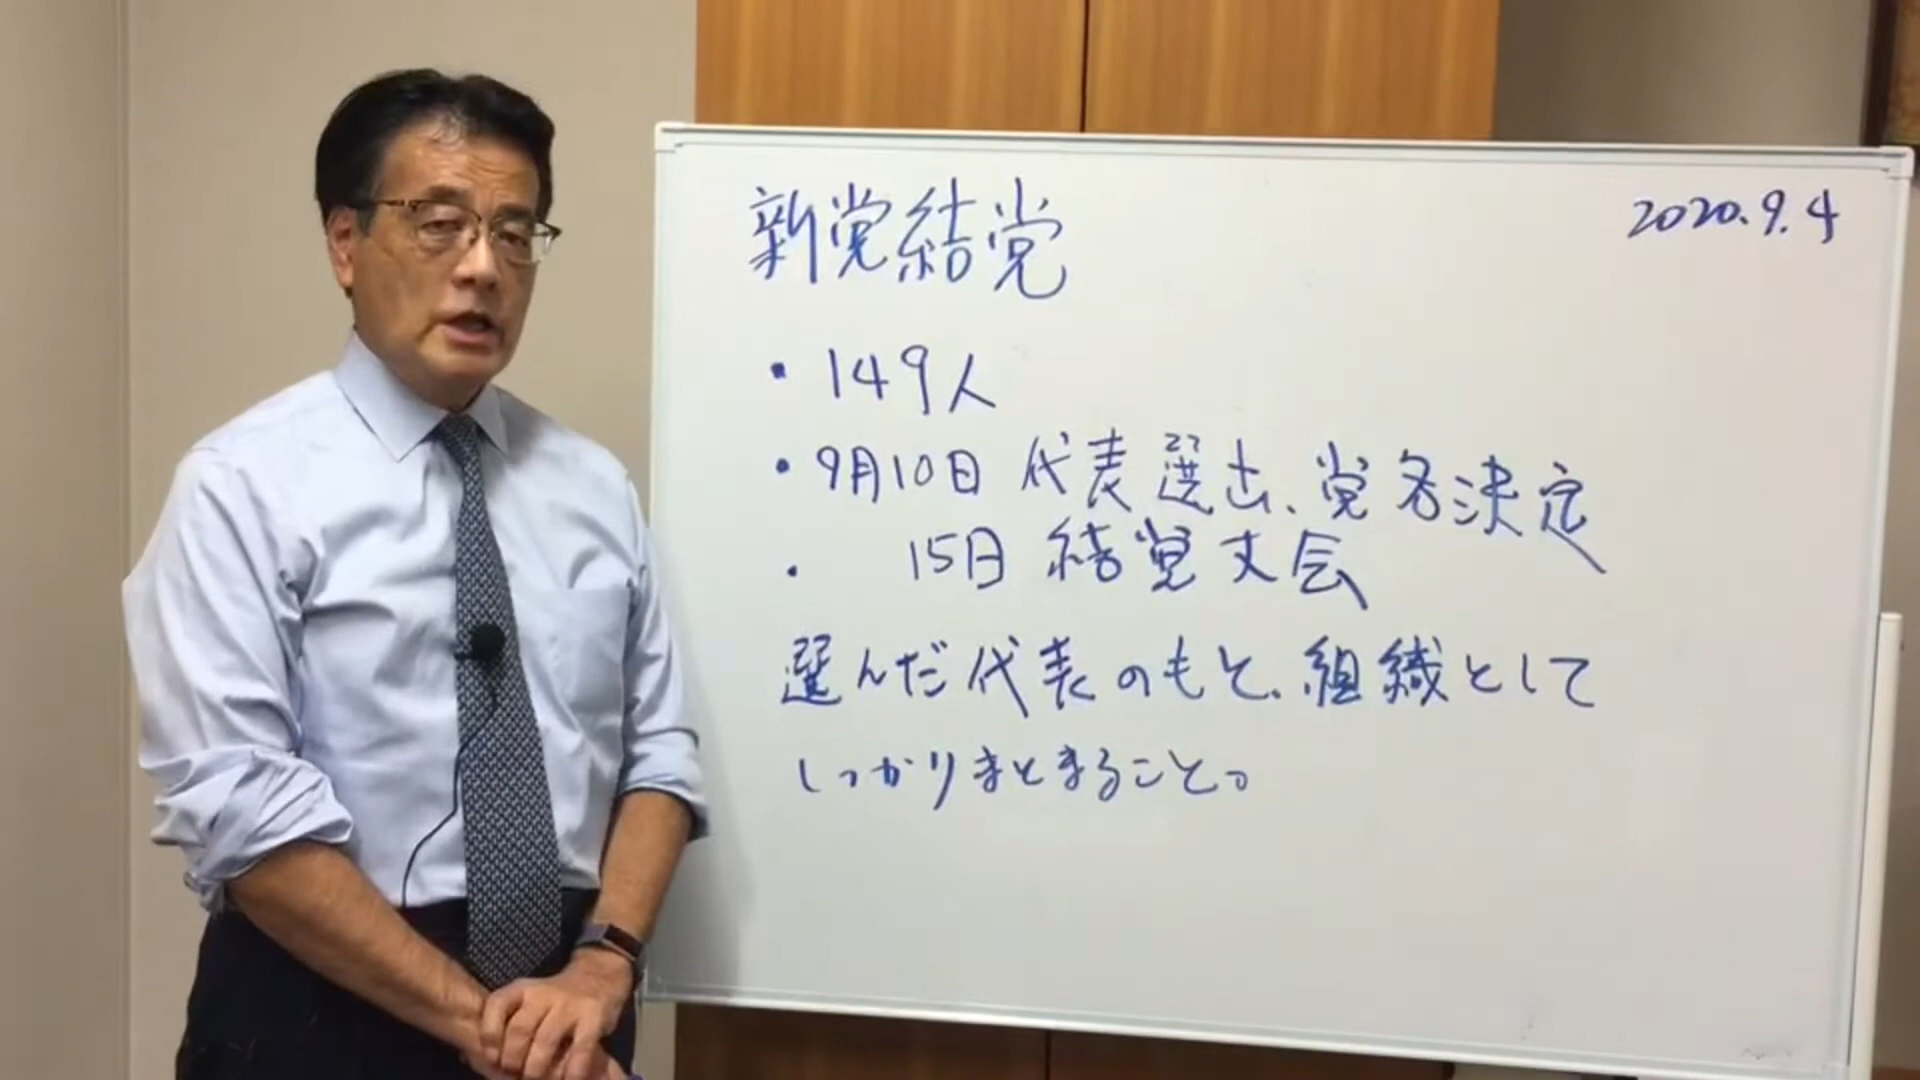 2020.9.4
新党結党
・149人
・9月10日 代表選出、党名決定
・ 15日 結党大会
選んだ代表のもと、組織として
しっかりまとまること。